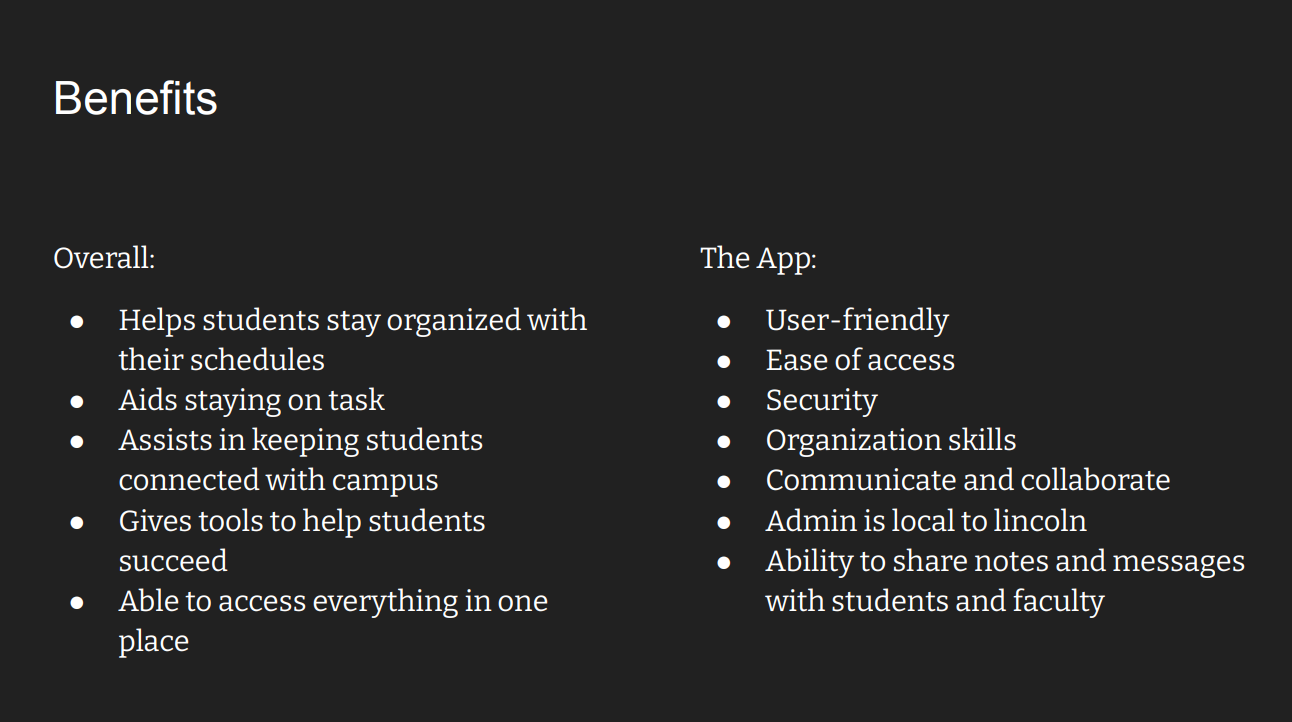 Benefits
Overall:
● Helps students stay organized with
their schedules
● Aids staying on task
● Assists in keeping students
connected with campus
● Gives tools to help students
succeed
● Able to access everything in one
place
The App:
● User-friendly
● Ease of access
● Security
● Organization skills
● Communicate and collaborate
● Admin is local to lincoln
● Ability to share notes and messages
with students and faculty